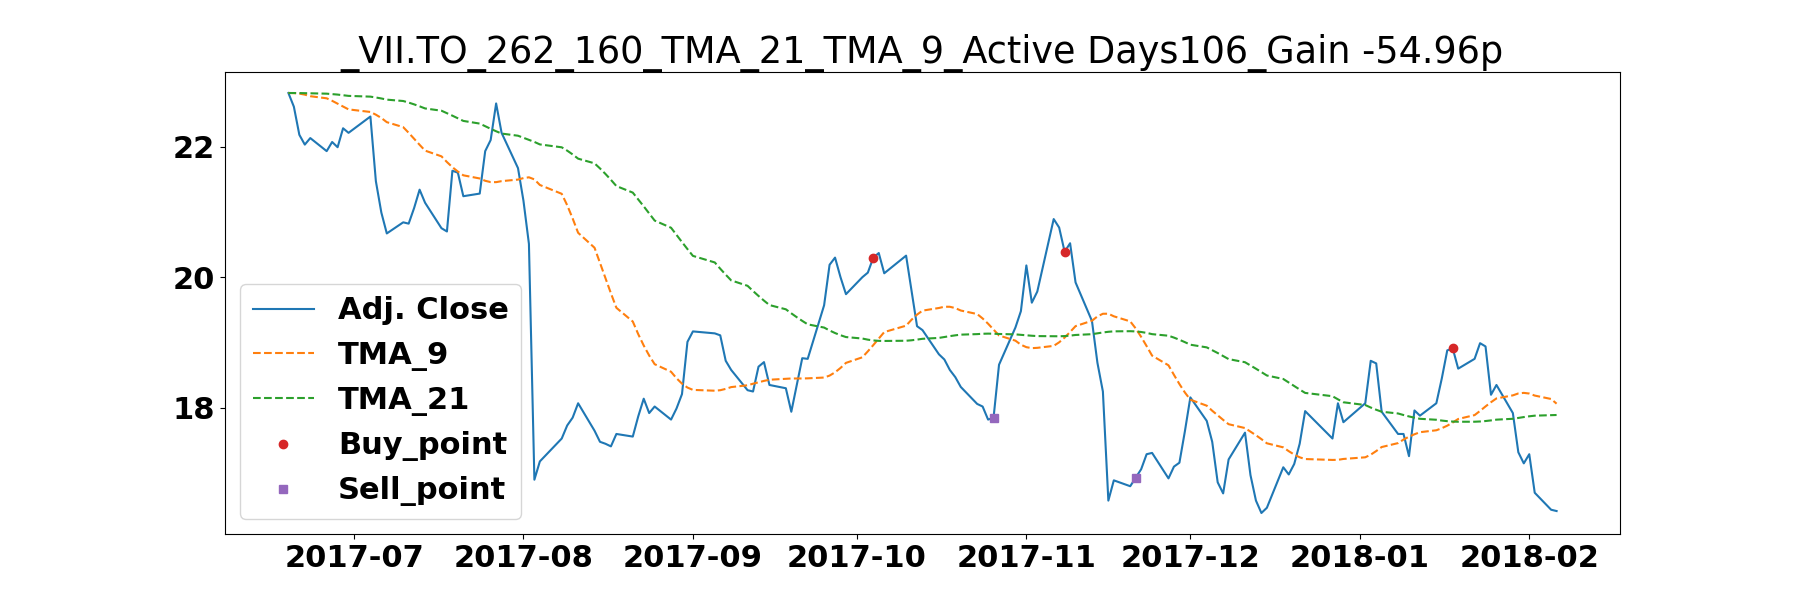 _VII.TO_262_160_TMA_21_TMA_9_Active Days106_Gain -54.96p
22
20
18
Adj. Close
TMA_9
TMA_21
Buy_point
Sell_point
2017-07 2017-08 2017-09 2017-10 2017-11 2017-12 2018-01 2018-02